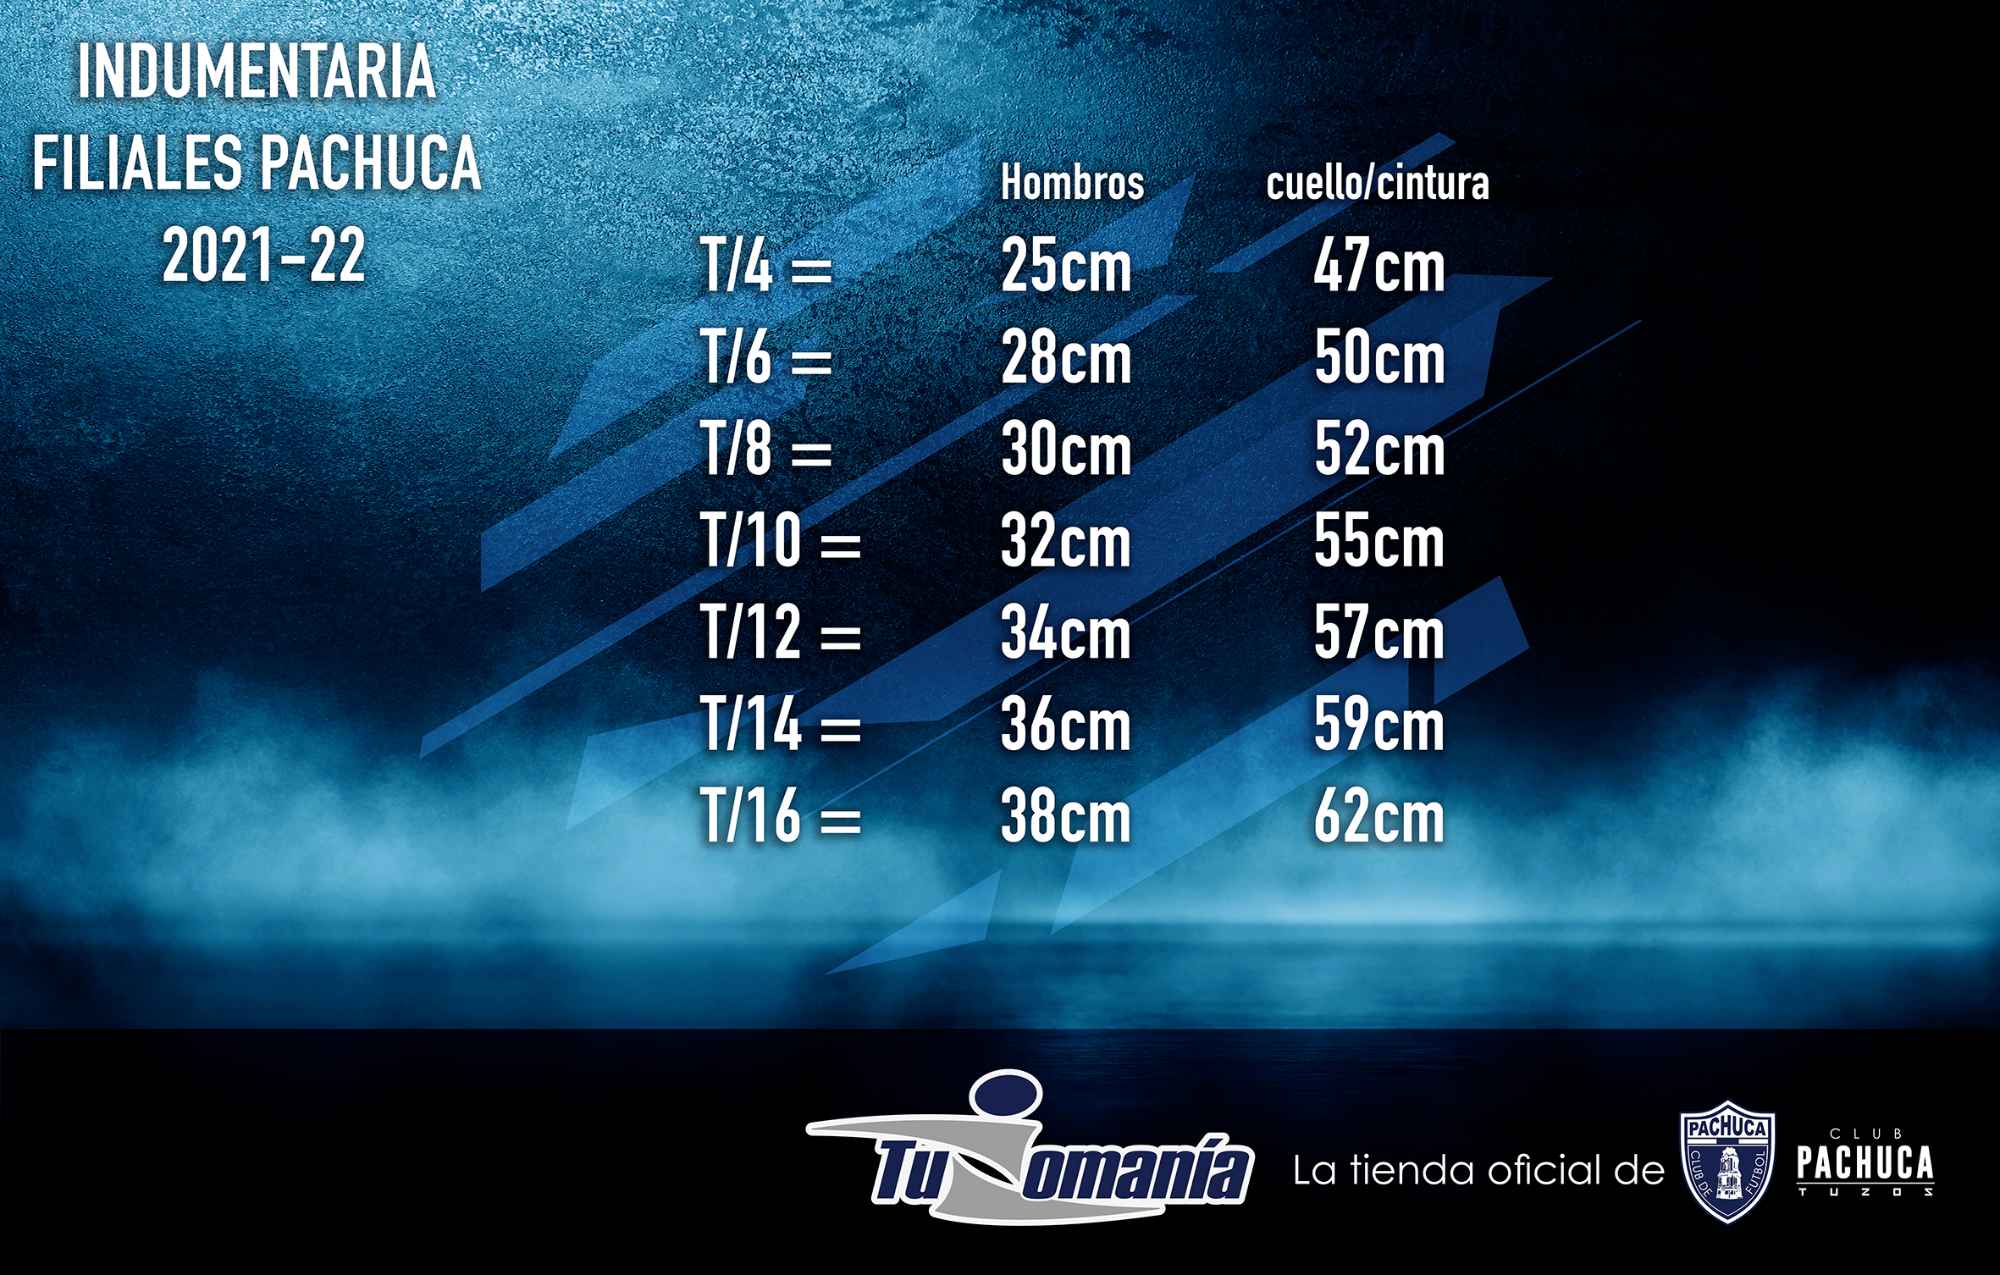 INDUMENTARIA
FILIALES PACHUCA
2021-22
Hombros cuello/cintura
T/4 = 25cm 47cm
T/6 = 28cm 50cm
T/8 = 30cm 52cm
T/10 = 32cm 55cm
T/12 = 34cm 57cm
T/14 = 36cm 59cm
T/16 = 38cm 62cm
Tuzomanía
La tienda oficial de
PACHUCA
CLUB DE FUTBOL
CLUB
PACHUCA
TUZOS